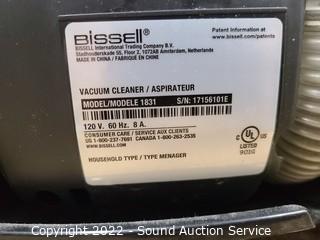 BISSELL
Patent Information at
www.bissell.com/patents
BISSELL International Trading Company B.V.
Stadhouderskade 55, Floor 2, 1072AB Amsterdam, Netherlands
MADE IN CHINA / FABRIQUÉ EN CHINE
VACUUM CLEANER / ASPIRATEUR
MODEL/MODELE 1831 S/N: 17156101E
120 V. 60 Hz. 8 A.
CONSUMER CARE / SERVICE AUX CLIENTS
US 1-800-237-7691 CANADA 1-800-263-2535
www.BISSELL.com
HOUSEHOLD TYPE / TYPE MENAGER
UL
LISTED
Copyright 2022 - Sound Auction Service